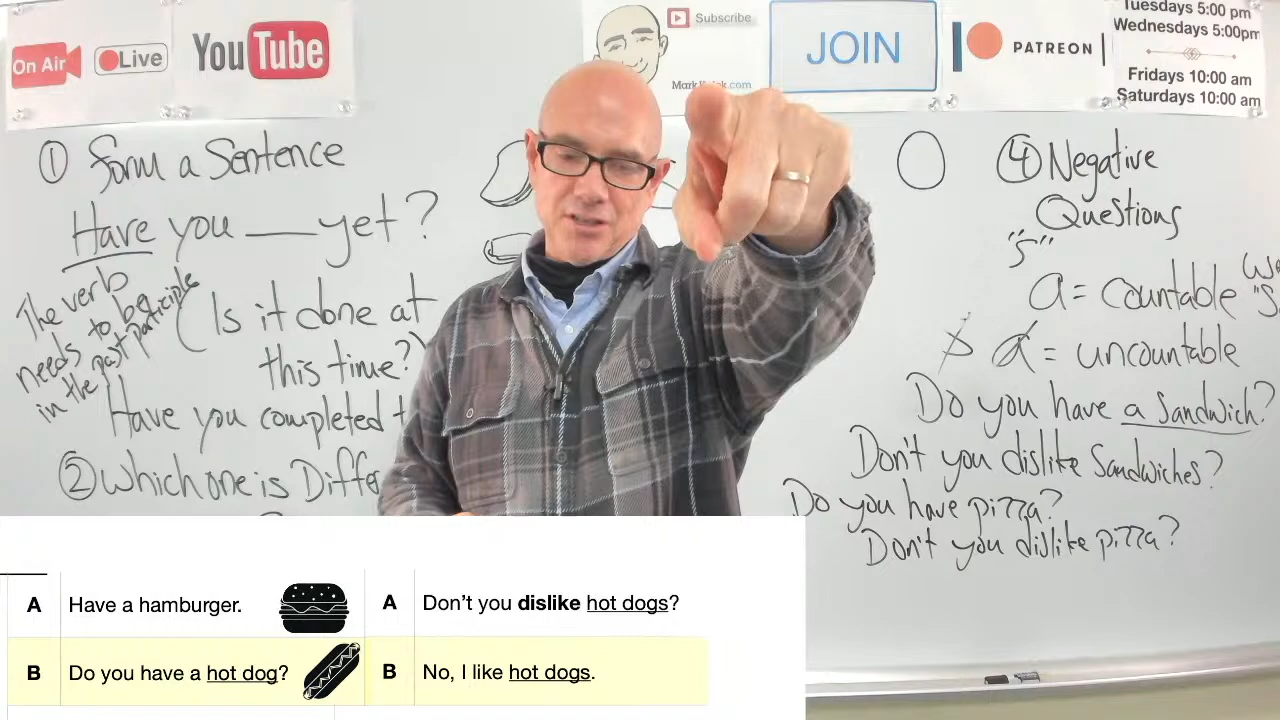 On Air
Live
YouTube
Subscribe
JOIN
PATREON
Tuesdays 5:00 pm
Wednesdays 5:00pm
Fridays 10:00 am
Saturdays 10:00 am
① Form a Sentence
Have you ___ yet?
The verb
needs to be
in the past participle
(Is it done at
this time?)
Have you completed
② Which one is
④ Negative
Questions
"s"
a = countable
"s
a = uncountable
Do you have a sandwich?
Don't you dislike sandwiches?
Do you have pizza?
Don't you dislike pizza?
A Have a hamburger.
B Do you have a hot dog?
A Don't you dislike hot dogs?
B No, I like hot dogs.